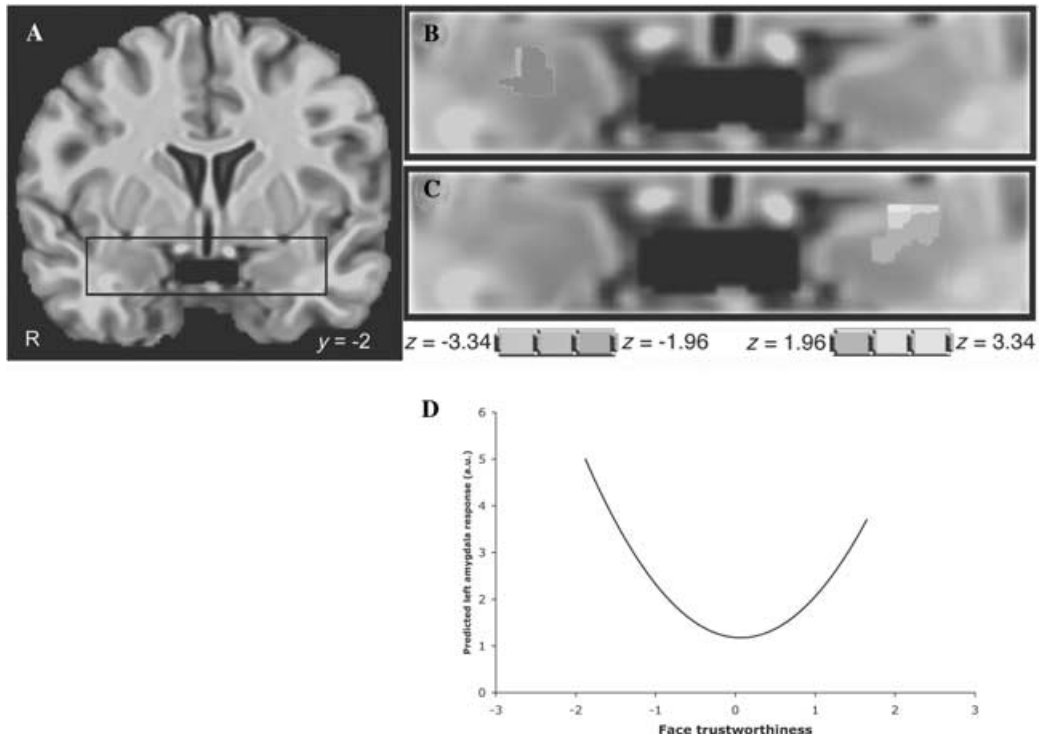 A
B
R
y = -2
C
z = -3.34 z = -1.96 z = 1.96 z = 3.34
D
6
5
4
3
2
1
0
Predicted left amygdala response (a.u.)
-3 -2 -1 0 1 2 3
Face trustworthiness